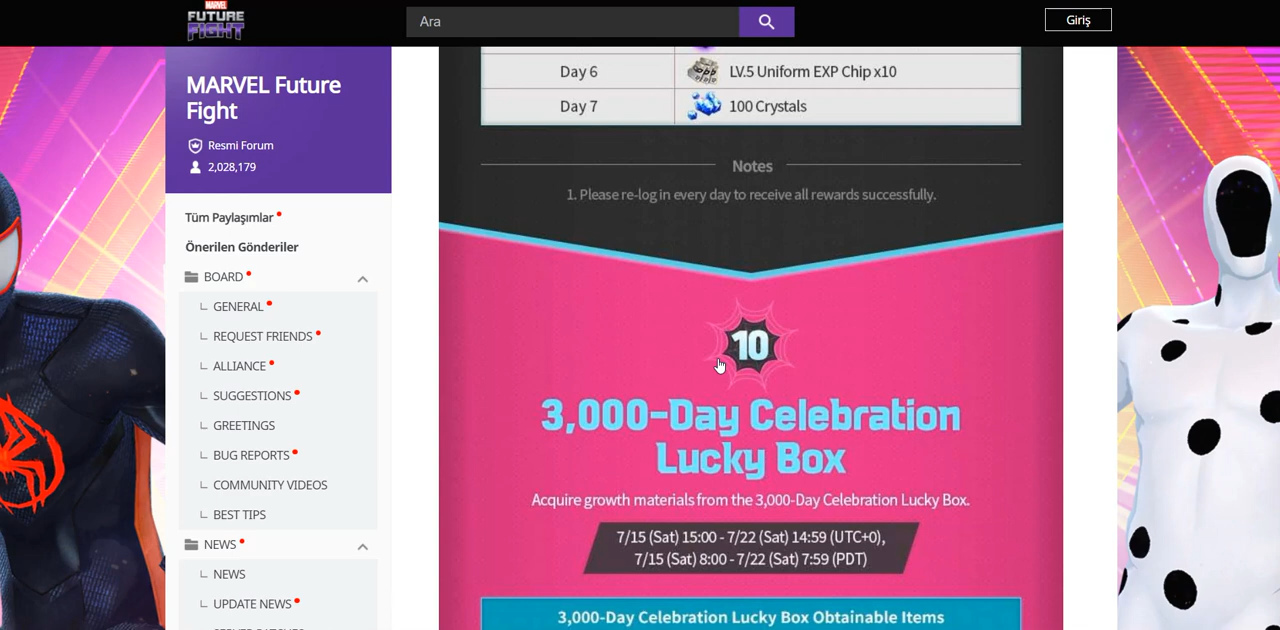 MARVEL
FUTURE
FIGHT
Ara
Giriş
MARVEL Future
Fight
Resmi Forum
2,028,179
Tüm Paylaşımlar
Önerilen Gönderiler
BOARD
GENERAL
REQUEST FRIENDS
ALLIANCE
SUGGESTIONS
GREETINGS
BUG REPORTS
COMMUNITY VIDEOS
BEST TIPS
NEWS
NEWS
UPDATE NEWS
Day 6 LV.5 Uniform EXP Chip x10
Day 7 100 Crystals
Notes
1. Please re-log in every day to receive all rewards successfully.
10
3,000-Day Celebration
Lucky Box
Acquire growth materials from the 3,000-Day Celebration Lucky Box.
7/15 (Sat) 15:00 - 7/22 (Sat) 14:59 (UTC+0),
7/15 (Sat) 8:00 - 7/22 (Sat) 7:59 (PDT)
3,000-Day Celebration Lucky Box Obtainable Items